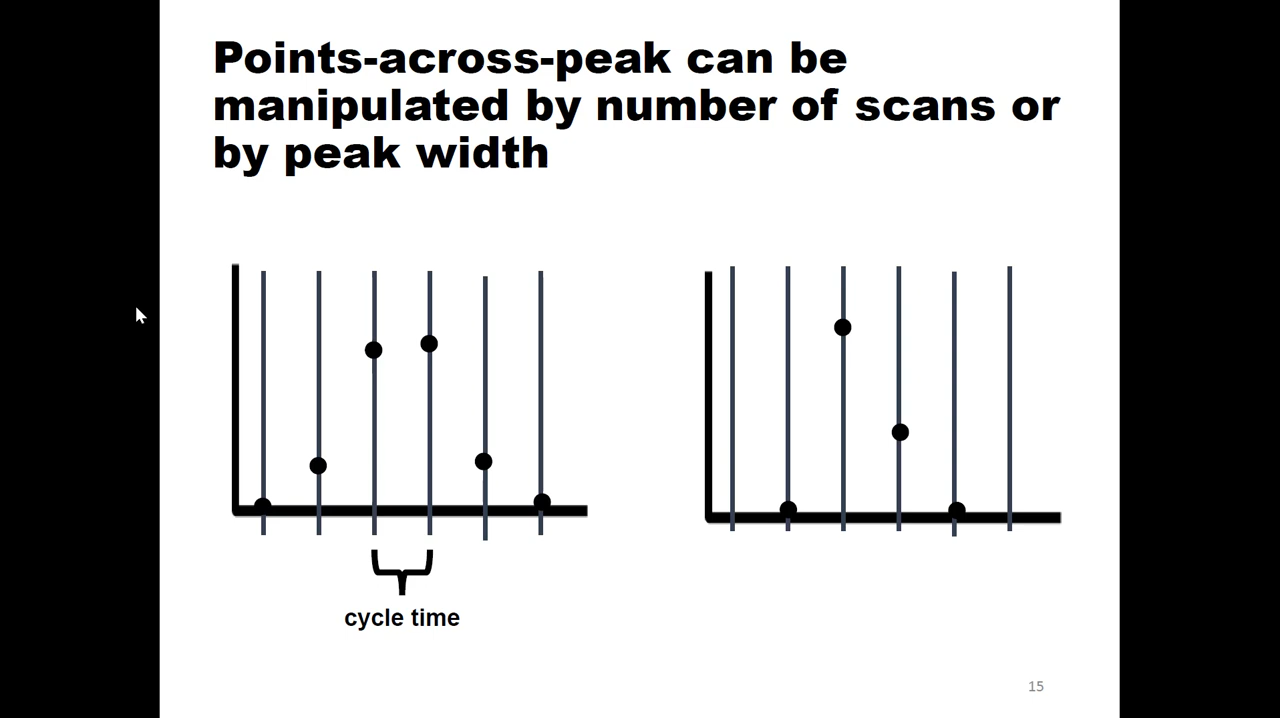 Points-across-peak can be
manipulated by number of scans or
by peak width
cycle time
15